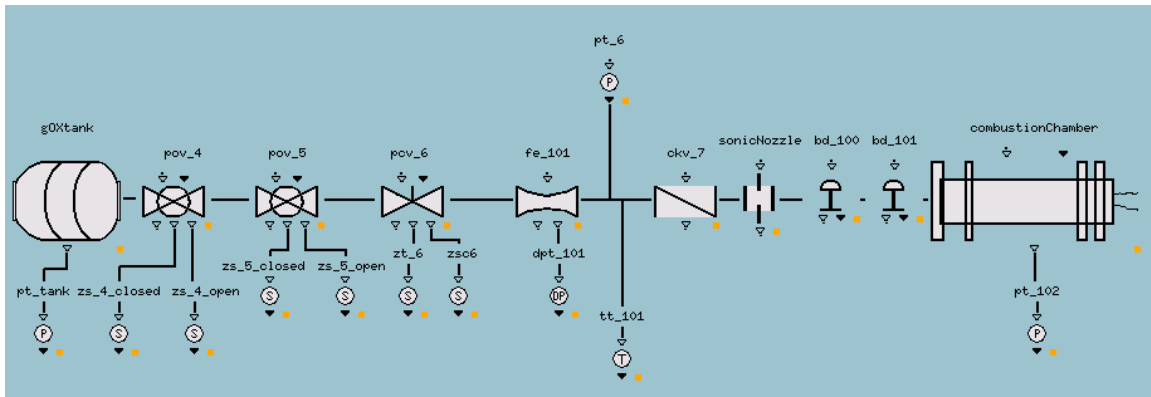 pt_6
P
gOXtank
pov_4
pov_5
pcv_6
fe_101
ckv_7
sonicNozzle
bd_100
bd_101
combustionChamber
zs_5_closed
zs_5_open
zt_6
zsc6
dpt_101
pt_tank
zs_4_closed
zs_4_open
pt_102
S
S
S
S
DP
tt_101
P
S
S
P
T